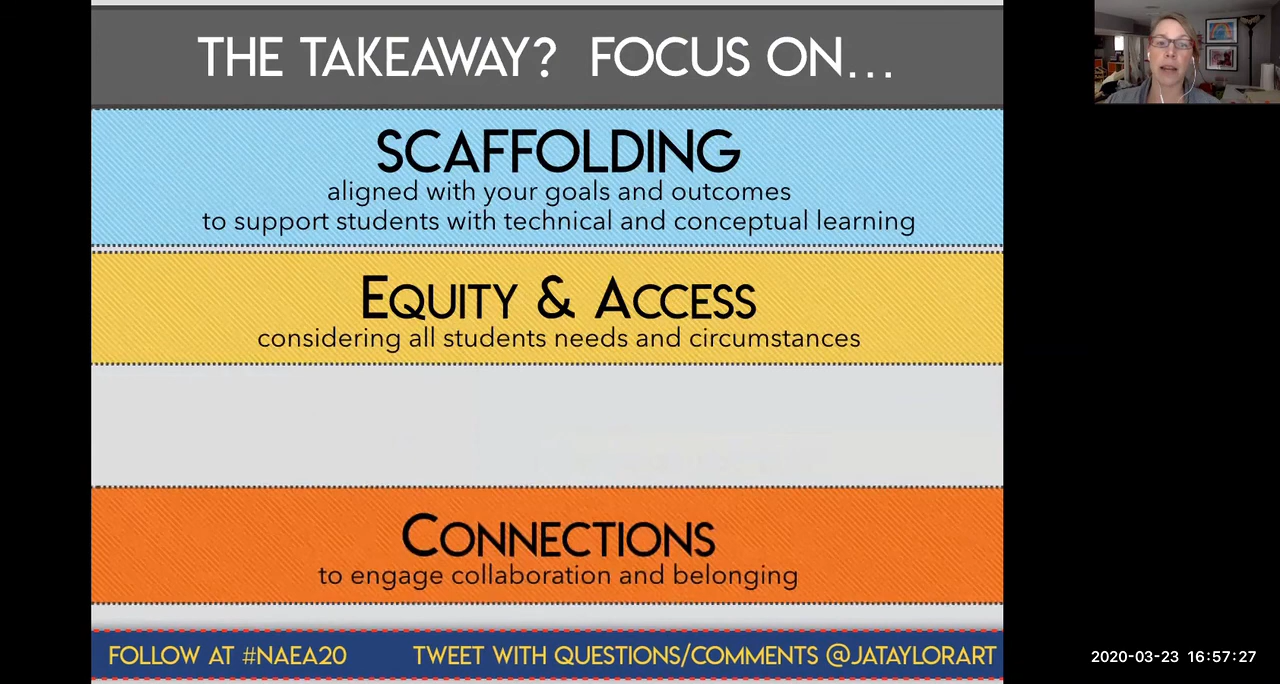 THE TAKEAWAY? FOCUS ON...
SCAFFOLDING
aligned with your goals and outcomes
to support students with technical and conceptual learning
EQUITY & ACCESS
considering all students needs and circumstances
CONNECTIONS
to engage collaboration and belonging
FOLLOW AT #NAEA20 TWEET WITH QUESTIONS/COMMENTS @JATAYLORART
2020-03-23 16:57:27